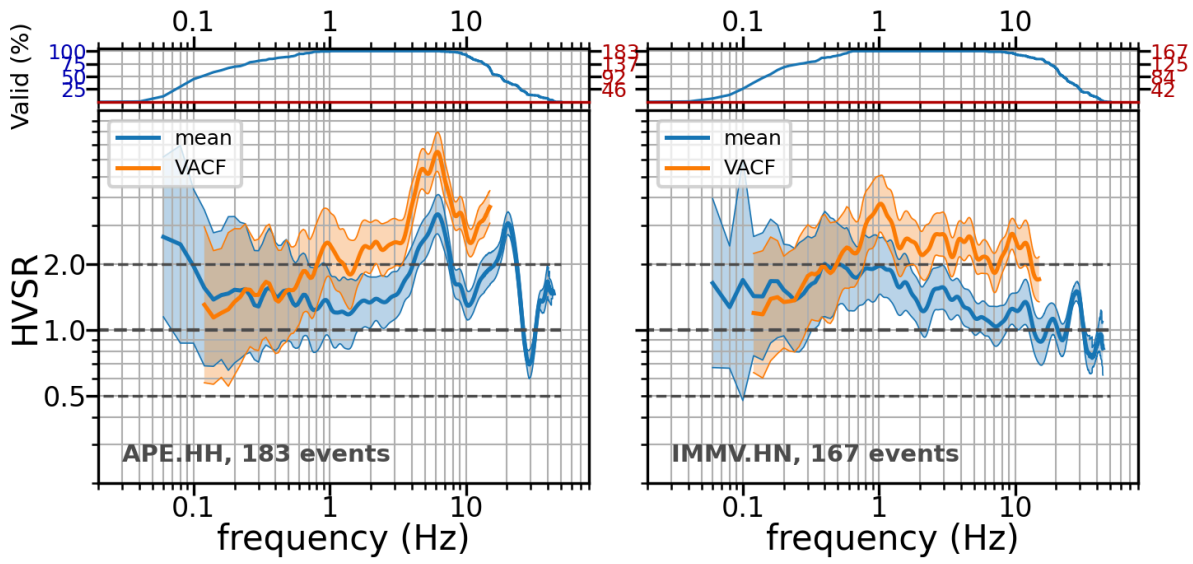 0.1 1 10 0.1 1 10
Valid (%)
100 183 167
75 137 125
50 92 84
25 46 42
mean mean
VACF VACF
HVSR
2.0
1.0
0.5
APE.HH, 183 events IMMV.HN, 167 events
0.1 1 10 0.1 1 10
frequency (Hz) frequency (Hz)